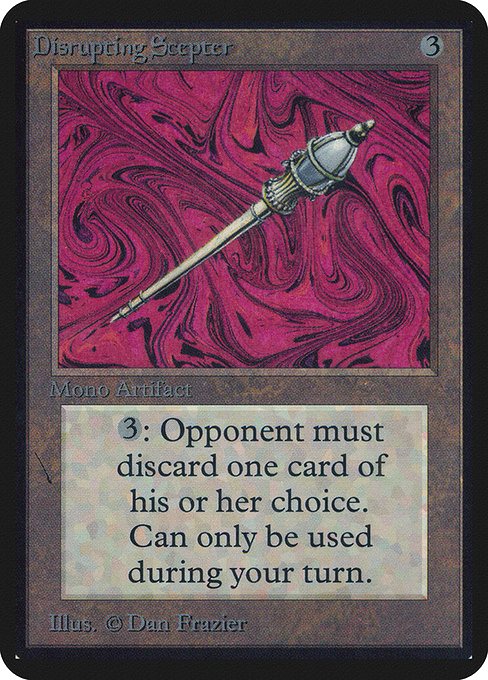 Disrupting Scepter 3
Mono Artifact
3: Opponent must
discard one card of
his or her choice.
Can only be used
during your turn.
Illus. © Dan Frazier